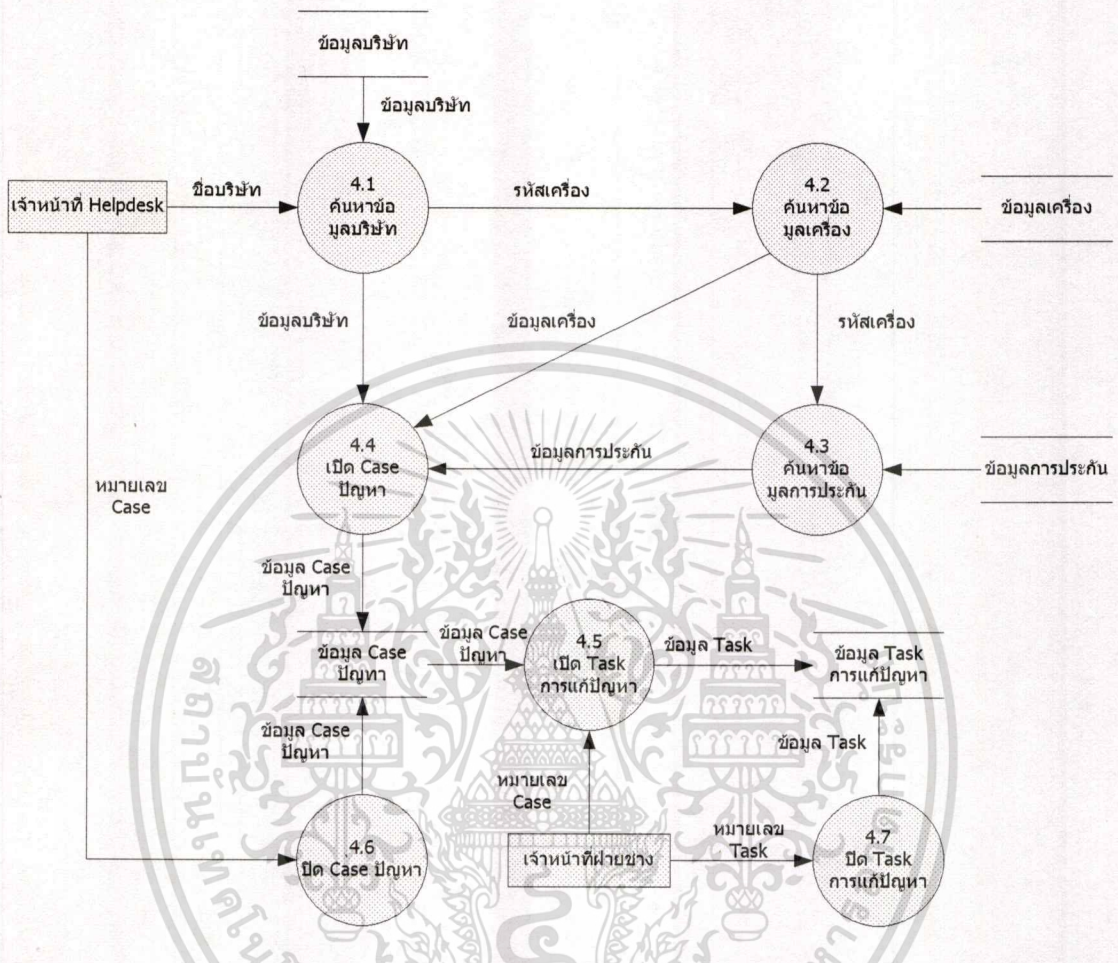 ข้อมูลบริษัท
ข้อมูลบริษัท
เจ้าหน้าที่ Helpdesk
ชื่อบริษัท
4.1
ค้นหาข้อ
มูลบริษัท
รหัสเครื่อง
4.2
ค้นหาข้อ
มูลเครื่อง
ข้อมูลเครื่อง
ข้อมูลบริษัท
ข้อมูลเครื่อง
รหัสเครื่อง
4.4
เปิด Case
ปัญหา
ข้อมูลการประกัน
4.3
ค้นหาข้อ
มูลการประกัน
ข้อมูลการประกัน
หมายเลข
Case
ข้อมูล Case
ปัญหา
ข้อมูล Case
ปัญหา
ข้อมูล Case
ปัญหา
4.5
เปิด Task
การแก้ปัญหา
ข้อมูล Task
ข้อมูล Task
การแก้ปัญหา
ข้อมูล Case
ปัญหา
หมายเลข
Case
ข้อมูล Task
4.6
ปิด Case ปัญหา
เจ้าหน้าที่ฝ่ายช่าง
หมายเลข
Task
4.7
ปิด Task
การแก้ปัญหา